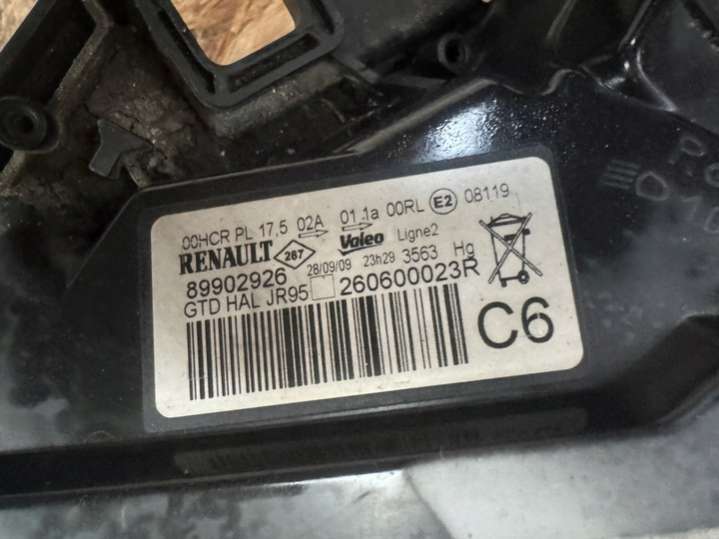 00HCR PL 17,5 02A 01 1a 00RL E2 08119
RENAULT 287 Valeo Ligne2
89902926 28/09/09 23h29 3563 Hg
GTD HAL JR95 260600023R
C6